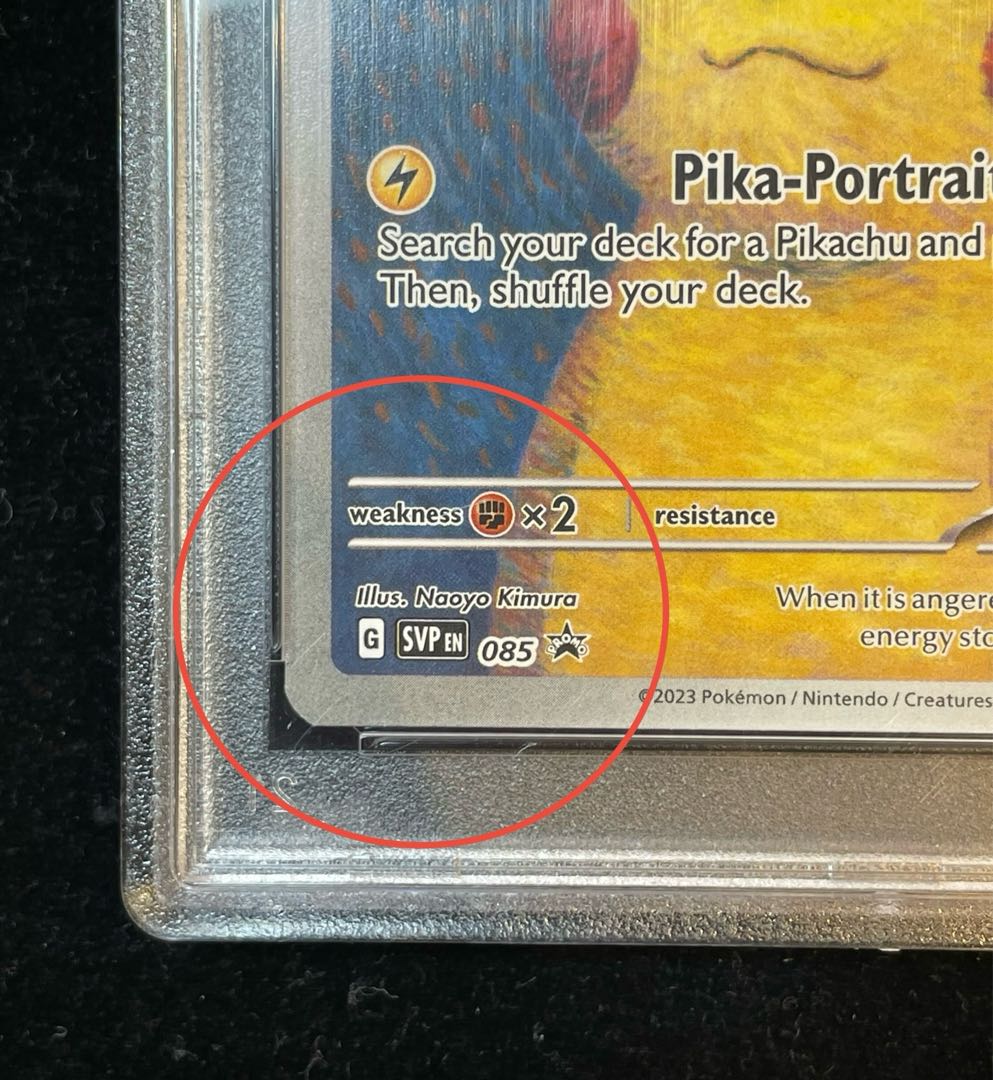 Pika-Portrait
Search your deck for a Pikachu and
Then, shuffle your deck.
weakness ×2 resistance
Illus. Naoyo Kimura
G SVP EN 085 PROMO
When it is angere
energy sto
©2023 Pokémon / Nintendo / Creatures